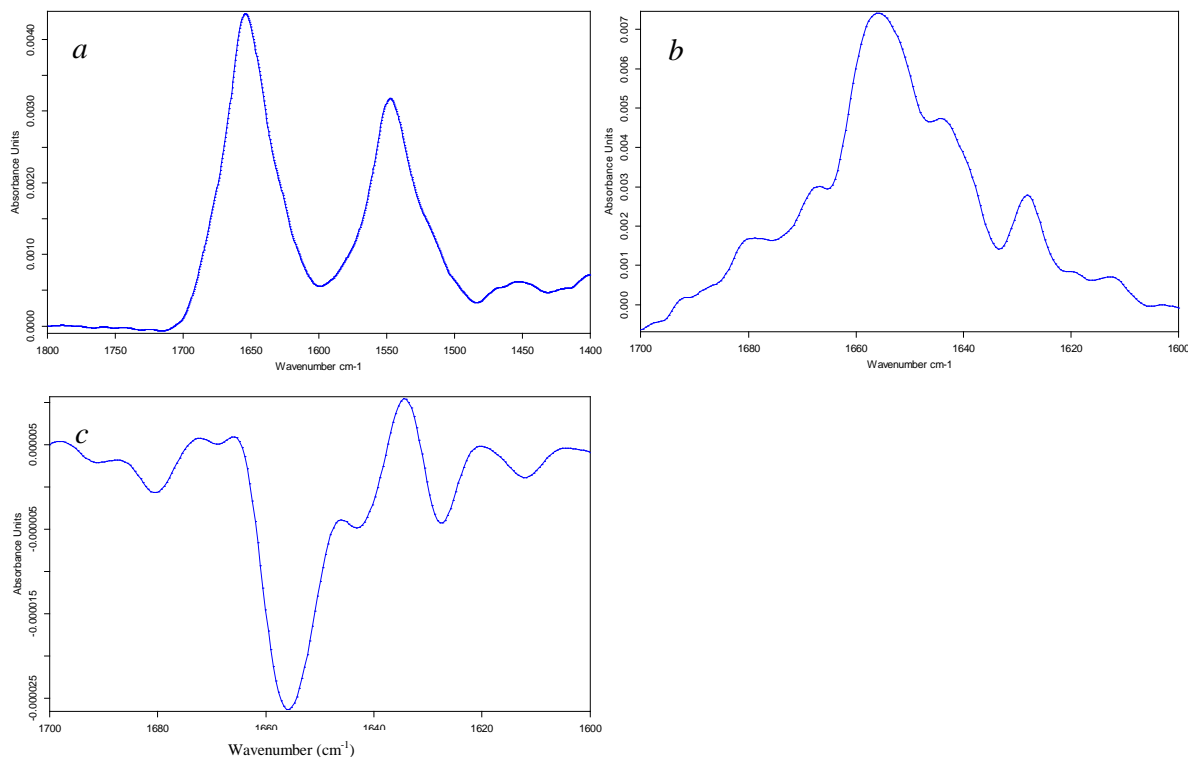 a
0.0040
0.0030
0.0020
0.0010
0.0000
Absorbance Units
1800 1750 1700 1650 1600 1550 1500 1450 1400
Wavenumber cm-1
b
0.007
0.006
0.005
0.004
0.003
0.002
0.001
0.000
Absorbance Units
1700 1680 1660 1640 1620 1600
Wavenumber cm-1
c
0.000005
-0.000005
-0.000015
-0.000025
Absorbance Units
1700 1680 1660 1640 1620 1600
Wavenumber (cm-1)